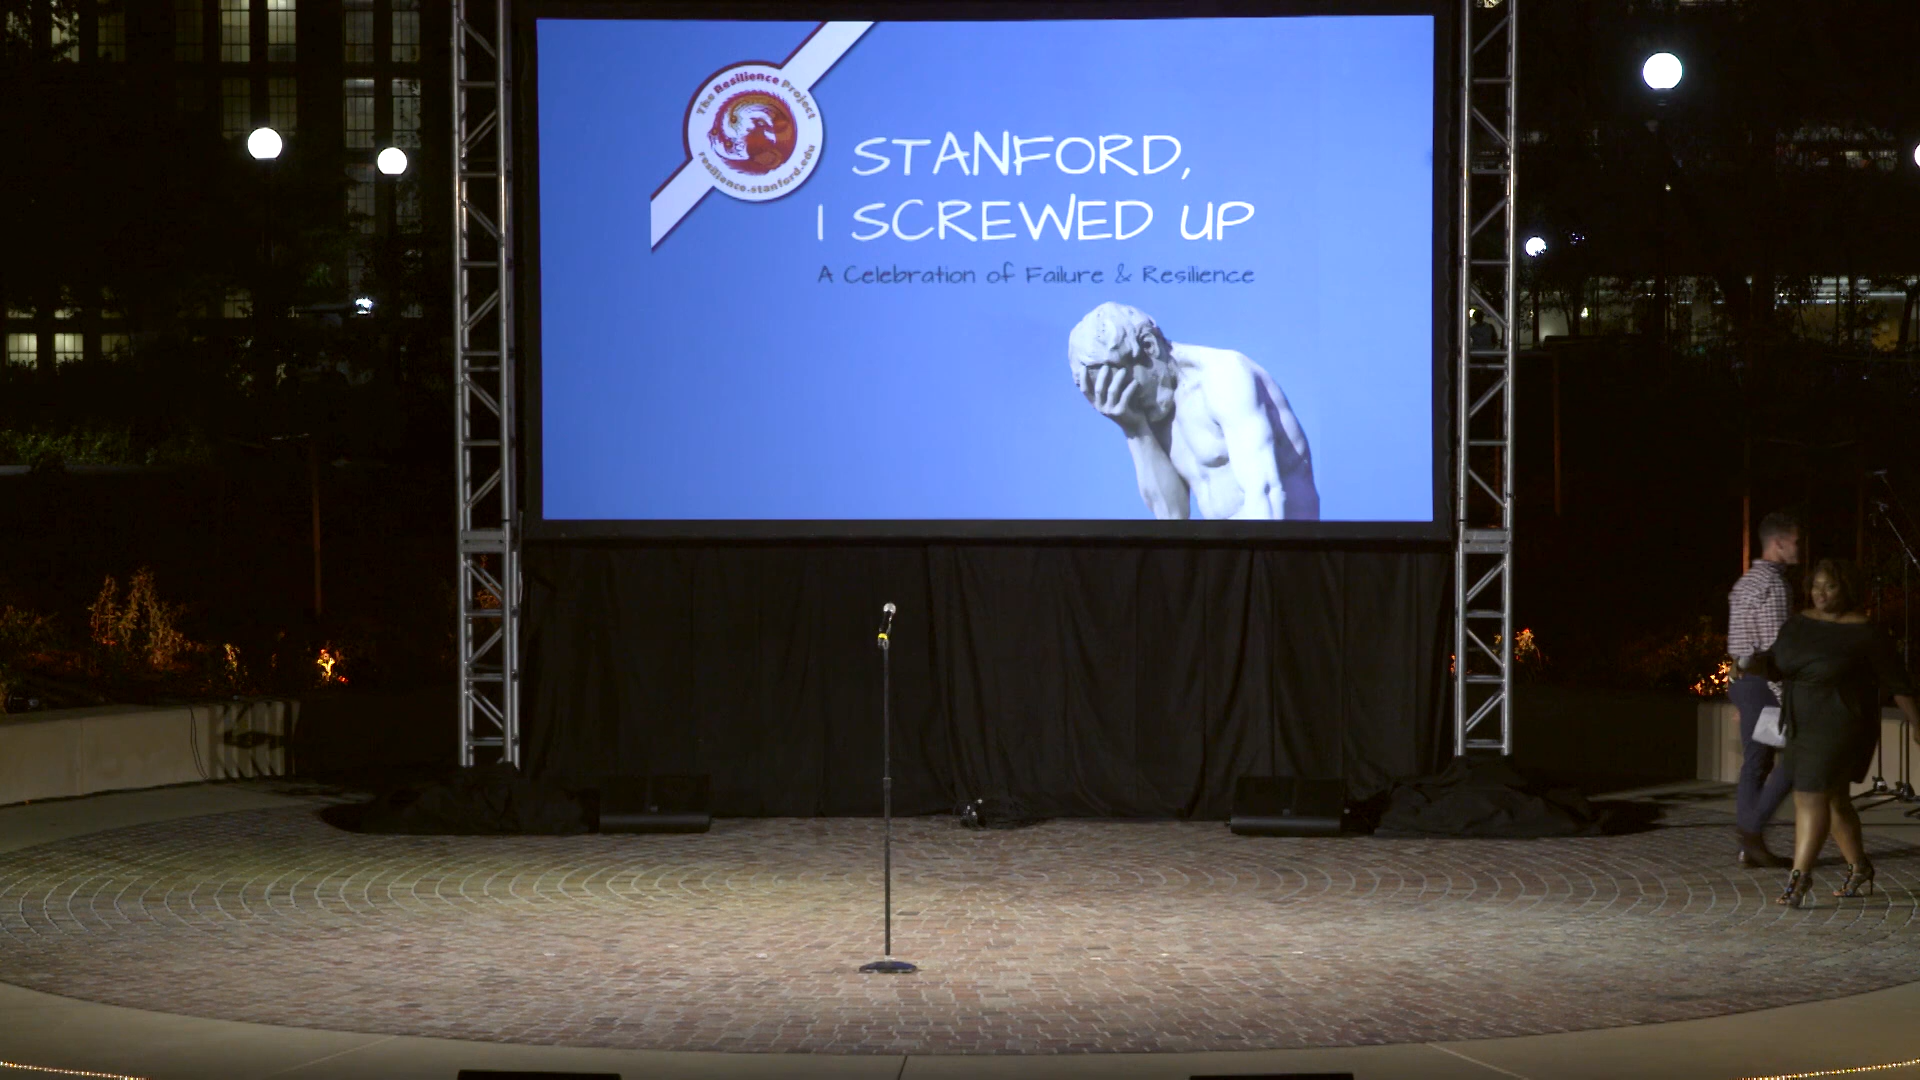 The Resilience Project
resilience.stanford.edu
STANFORD,
I SCREWED UP
A Celebration of Failure & Resilience